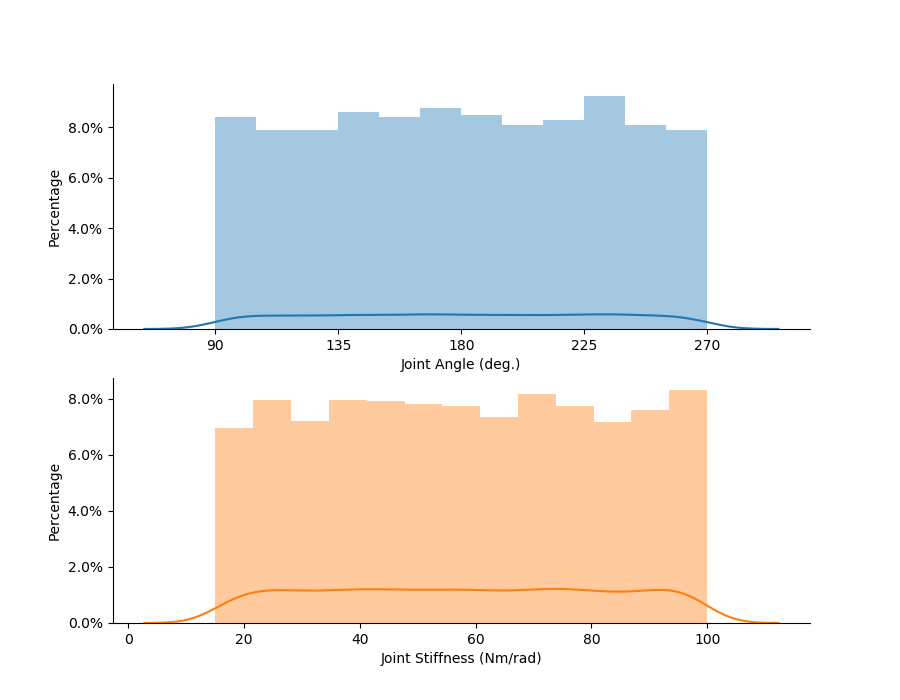 8.0%
6.0%
4.0%
2.0%
0.0%
Percentage
90 135 180 225 270
Joint Angle (deg.)
8.0%
6.0%
4.0%
2.0%
0.0%
Percentage
0 20 40 60 80 100
Joint Stiffness (Nm/rad)